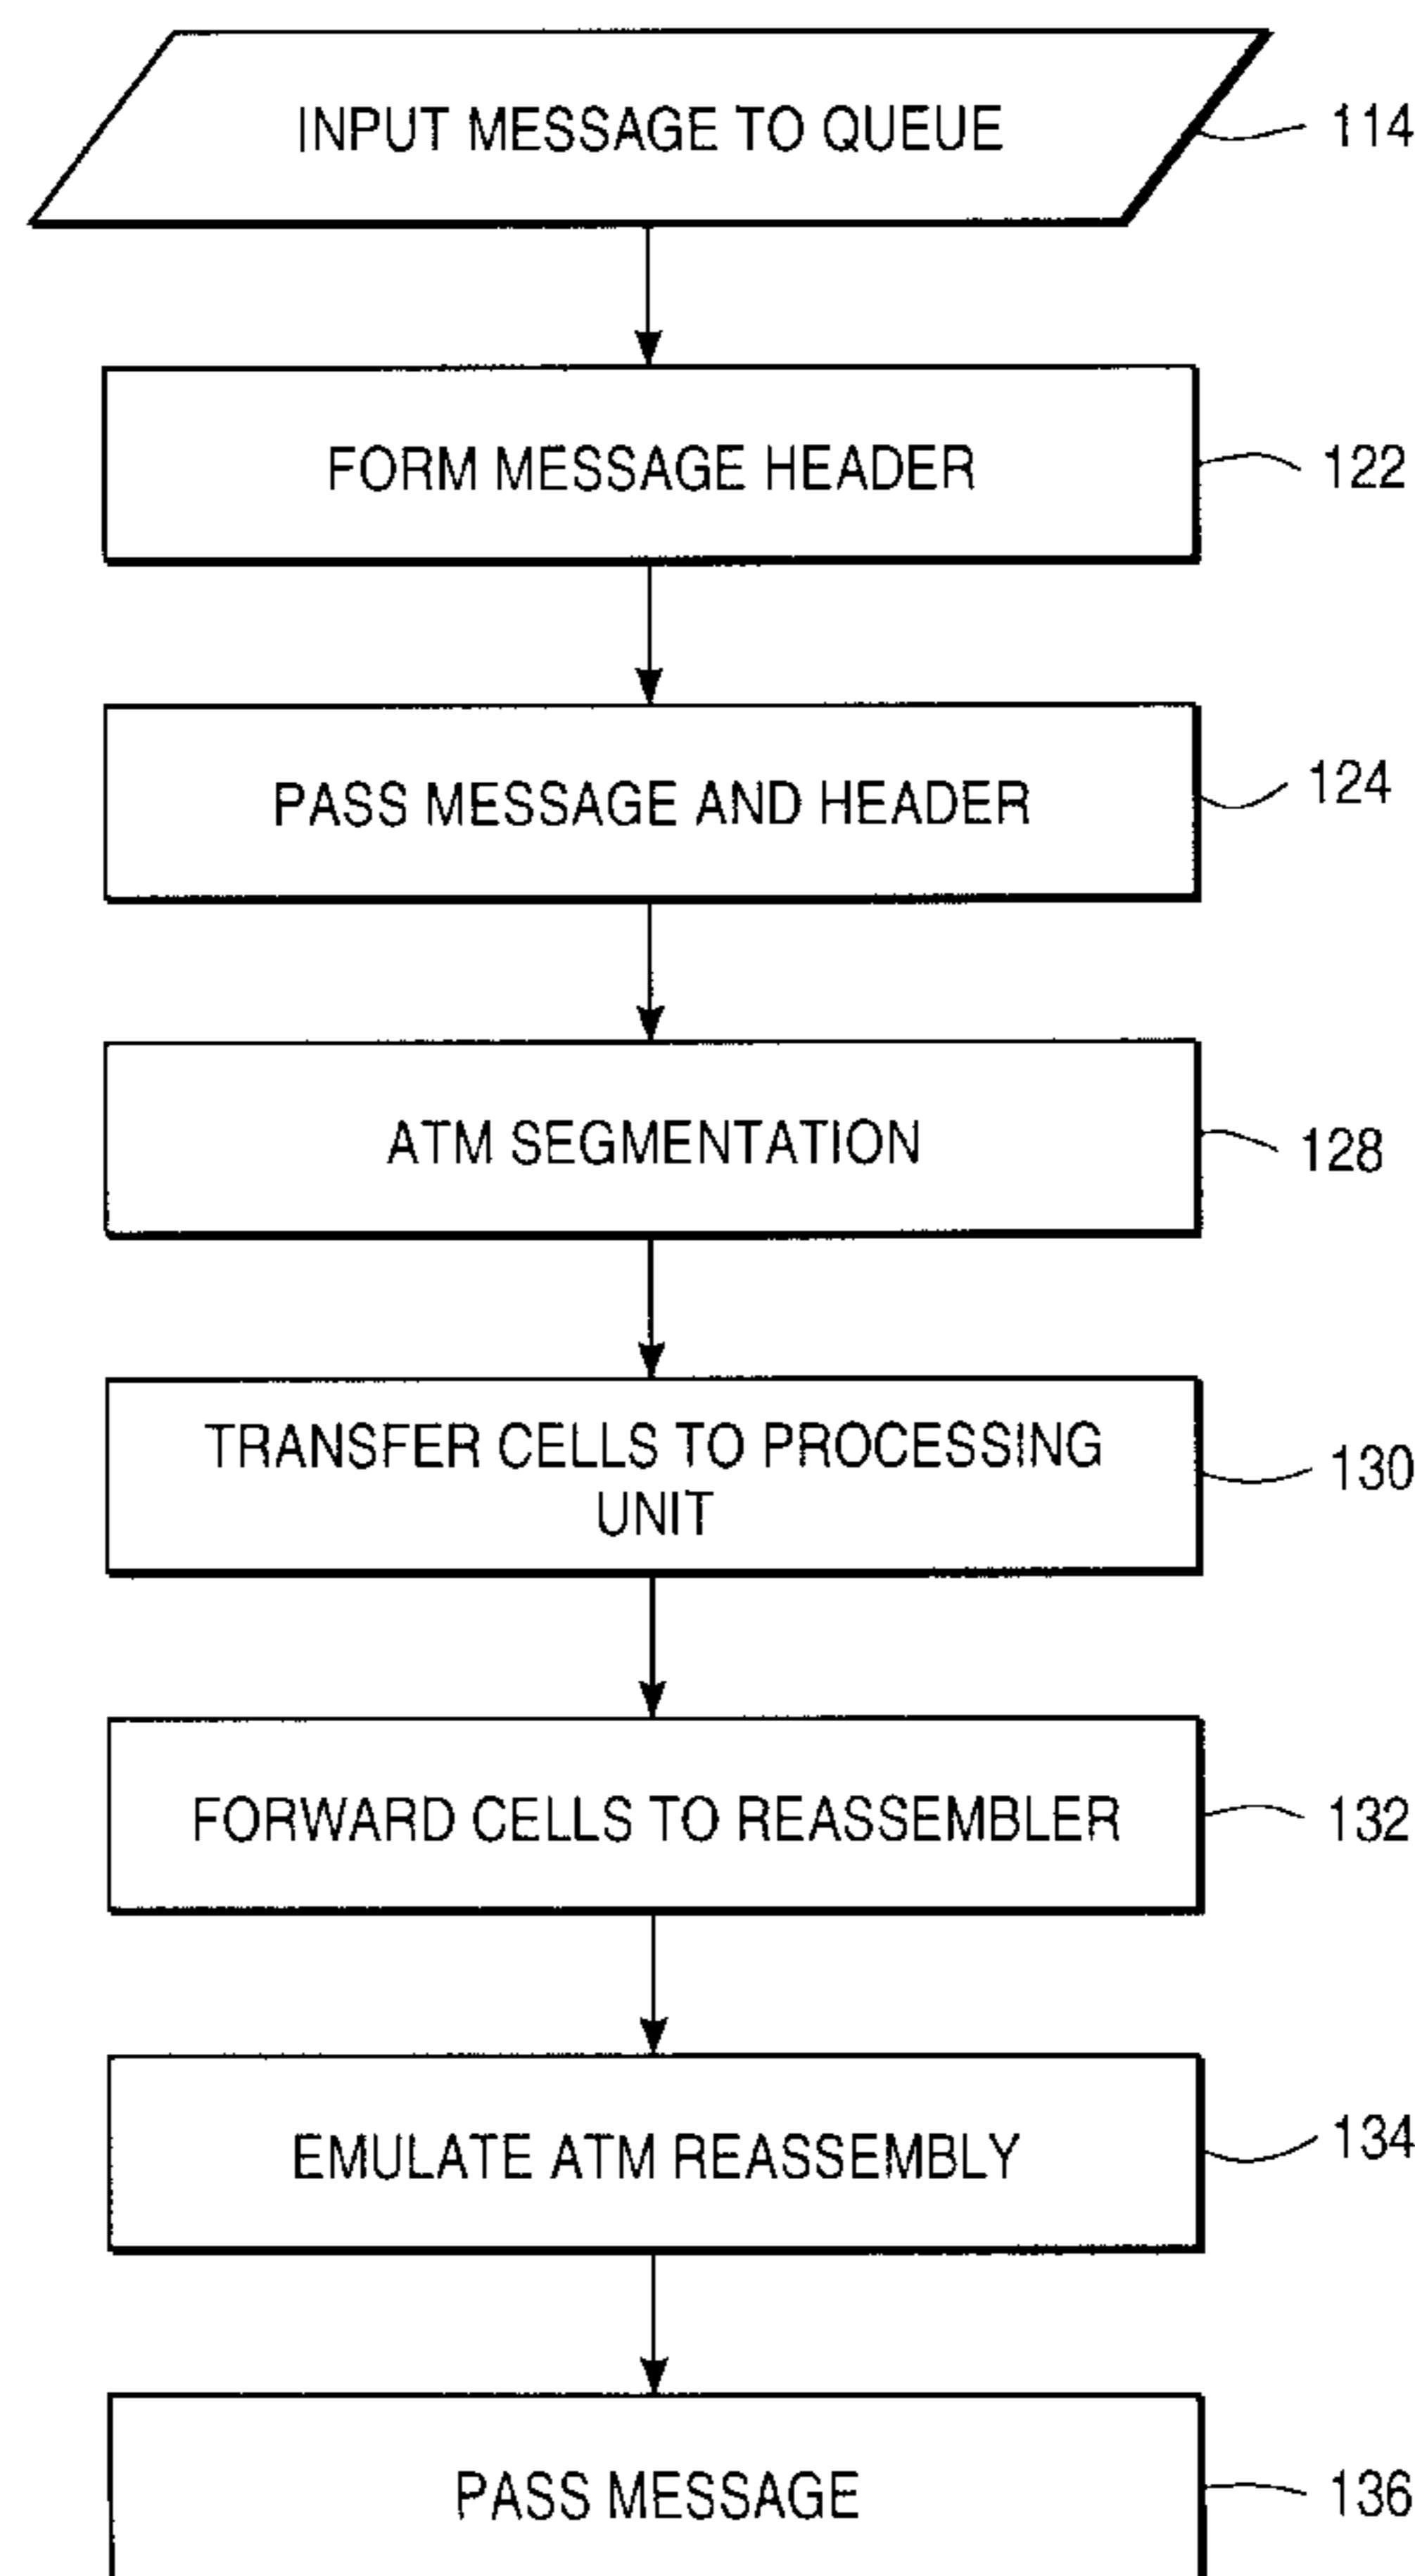 INPUT MESSAGE TO QUEUE
114
FORM MESSAGE HEADER
122
PASS MESSAGE AND HEADER
124
ATM SEGMENTATION
128
TRANSFER CELLS TO PROCESSING
UNIT
130
FORWARD CELLS TO REASSEMBLER
132
EMULATE ATM REASSEMBLY
134
PASS MESSAGE
136